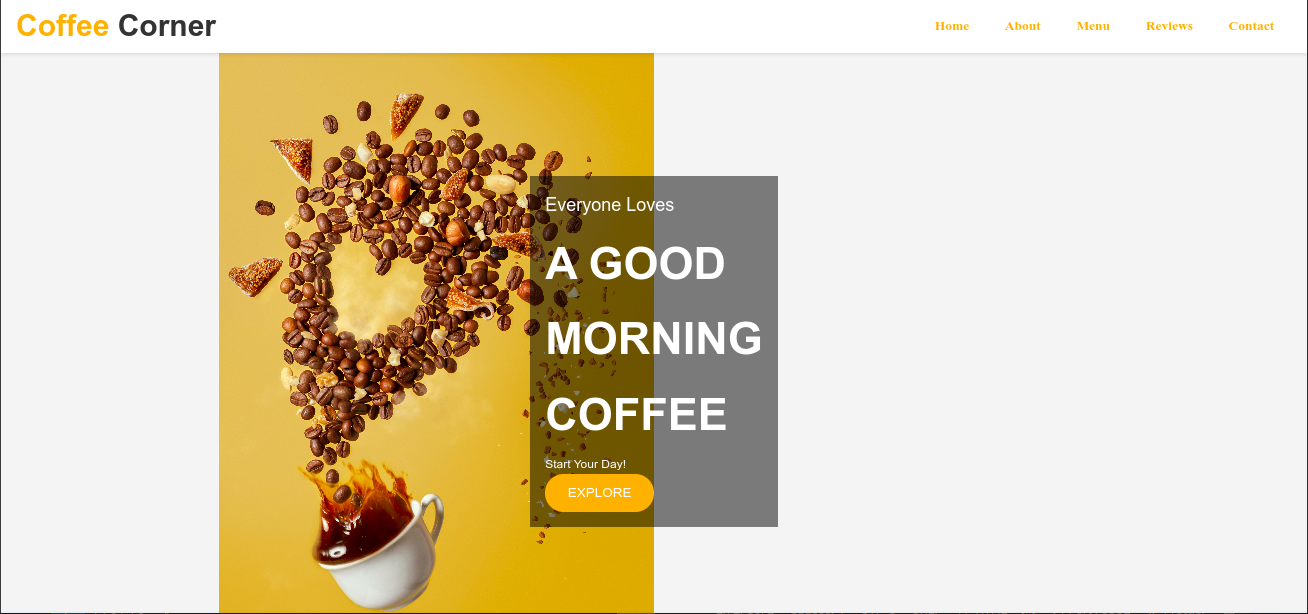 Coffee Corner
Home About Menu Reviews Contact
Everyone Loves
A GOOD
MORNING
COFFEE
Start Your Day!
EXPLORE